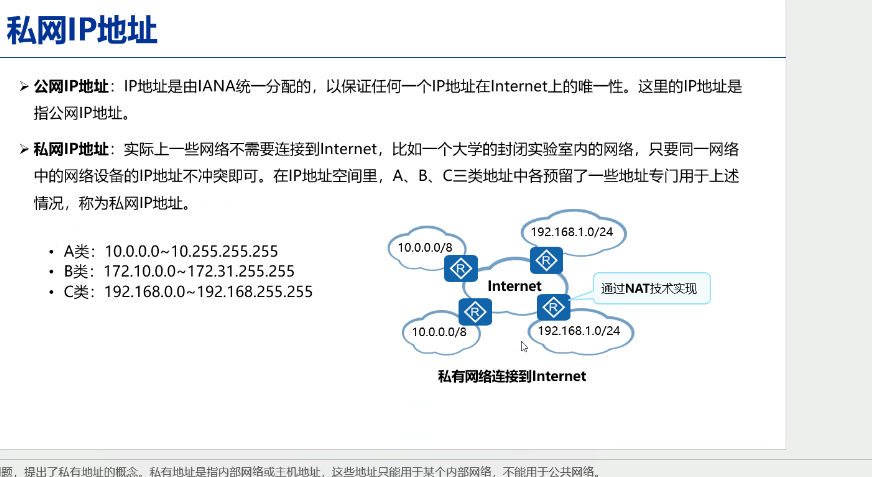 私网IP地址
➢ 公网IP地址：IP地址是由IANA统一分配的，以保证任何一个IP地址在Internet上的唯一性。这里的IP地址是
指公网IP地址。
➢ 私网IP地址：实际上一些网络不需要连接到Internet，比如一个大学的封闭实验室内的网络，只要同一网络
中的网络设备的IP地址不冲突即可。在IP地址空间里，A、B、C三类地址中各预留了一些地址专门用于上述
情况，称为私网IP地址。
• A类：10.0.0.0~10.255.255.255
• B类：172.10.0.0~172.31.255.255
• C类：192.168.0.0~192.168.255.255
10.0.0.0/8
192.168.1.0/24
R
R
Internet
通过NAT技术实现
R
R
10.0.0.0/8
192.168.1.0/24
私有网络连接到Internet
题，提出了私有地址的概念。私有地址是指内部网络或主机地址，这些地址只能用于某个内部网络，不能用于公共网络。